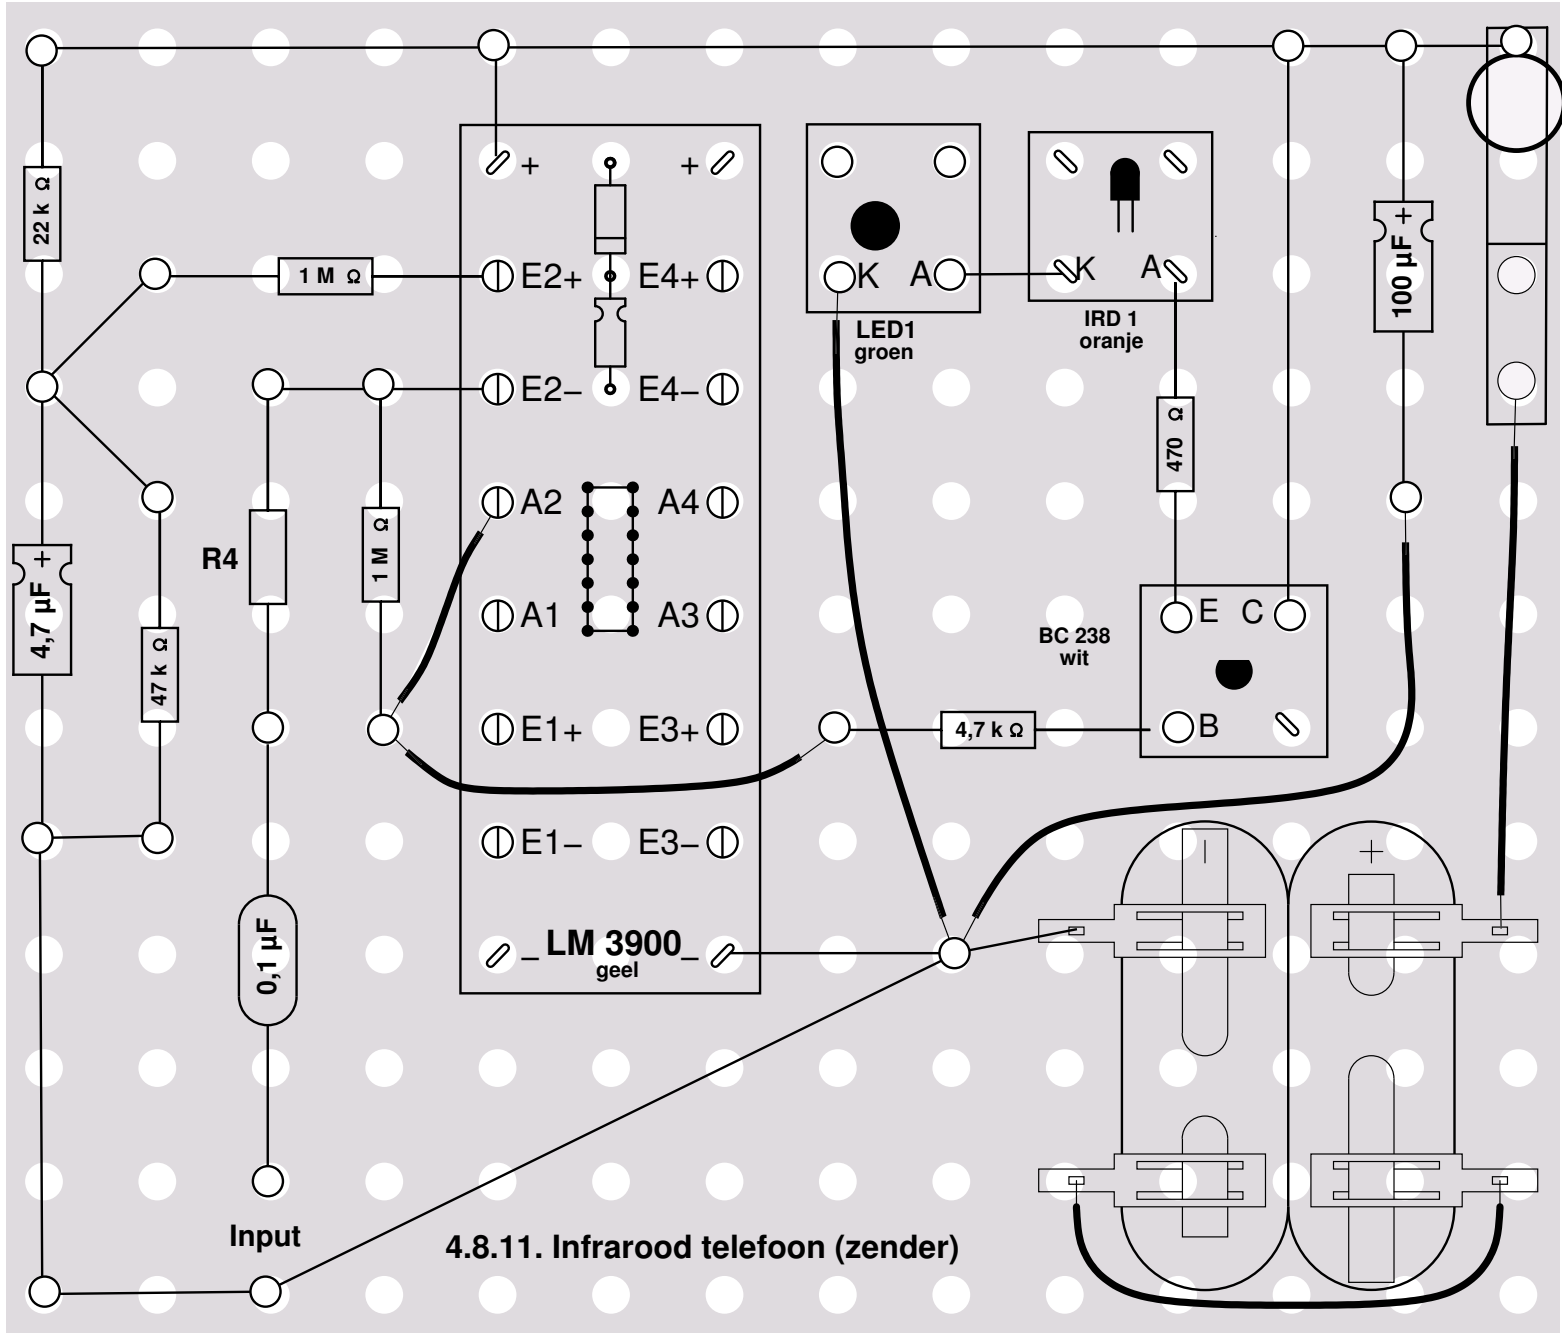 + +
22 k Ω
1 M Ω
E2+ E4+
K A
K A
LED1
groen
IRD 1
oranje
+
100 µF
E2– E4–
470 Ω
A2 A4
R4
1 M Ω
+
4,7 µF
47 k Ω
A1 A3
E C
BC 238
wit
E1+ E3+
4,7 k Ω
B
E1– E3–
– +
0,1 µF
– LM 3900 –
geel
Input
4.8.11. Infrarood telefoon (zender)